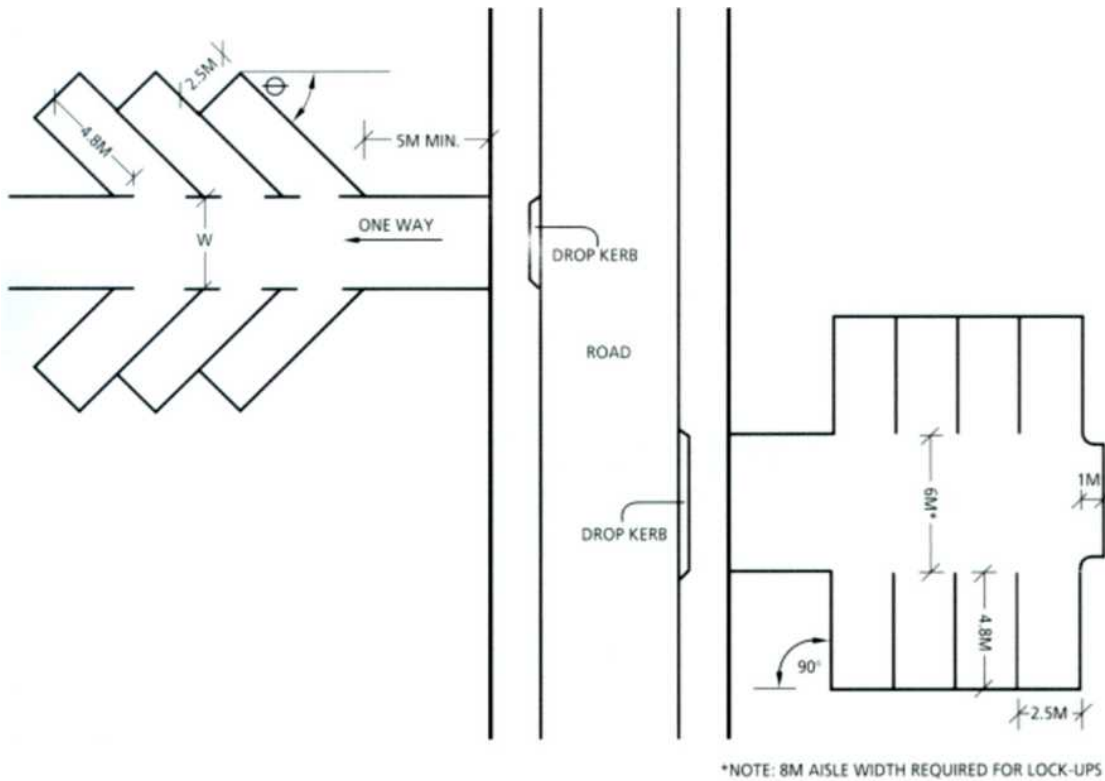 2.5M
Φ
4.8M
5M MIN.
ONE WAY
W
DROP KERB
ROAD
1M
6M*
DROP KERB
4.8M
90°
2.5M
*NOTE: 8M AISLE WIDTH REQUIRED FOR LOCK-UPS